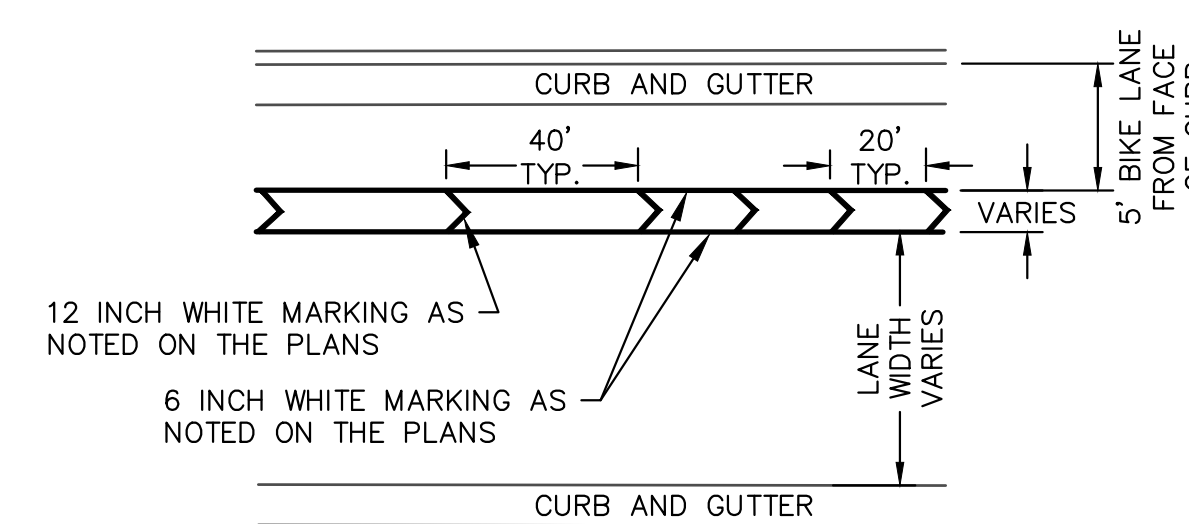 CURB AND GUTTER
40'
TYP.
20'
TYP.
5' BIKE LANE
FROM FACE
VARIES
12 INCH WHITE MARKING AS
NOTED ON THE PLANS
LANE
WIDTH
VARIES
6 INCH WHITE MARKING AS
NOTED ON THE PLANS
CURB AND GUTTER